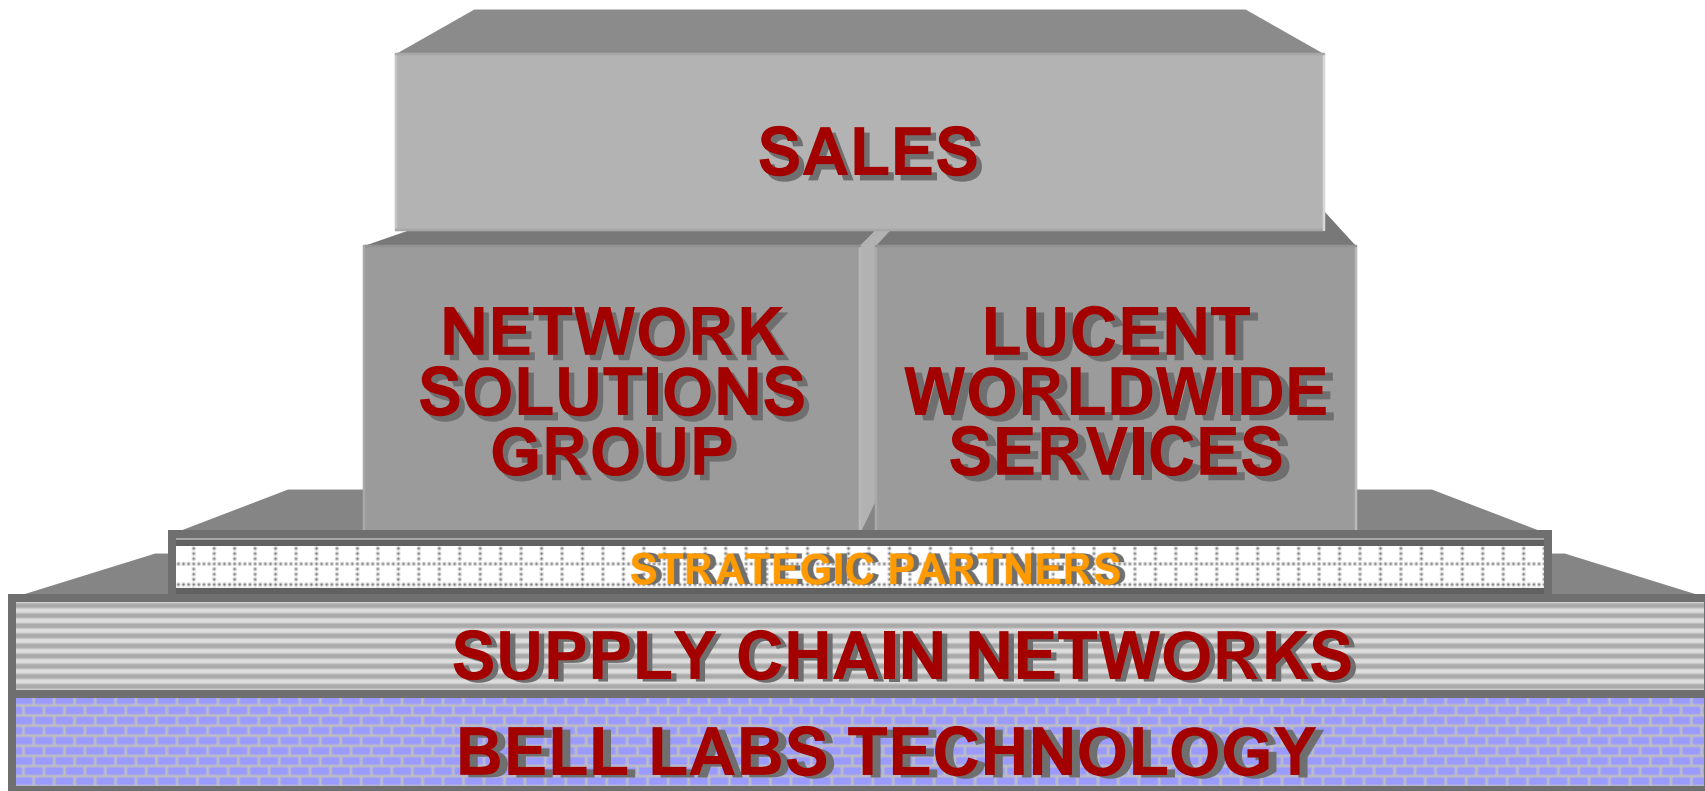 SALES
NETWORK
SOLUTIONS
GROUP
LUCENT
WORLDWIDE
SERVICES
STRATEGIC PARTNERS
SUPPLY CHAIN NETWORKS
BELL LABS TECHNOLOGY